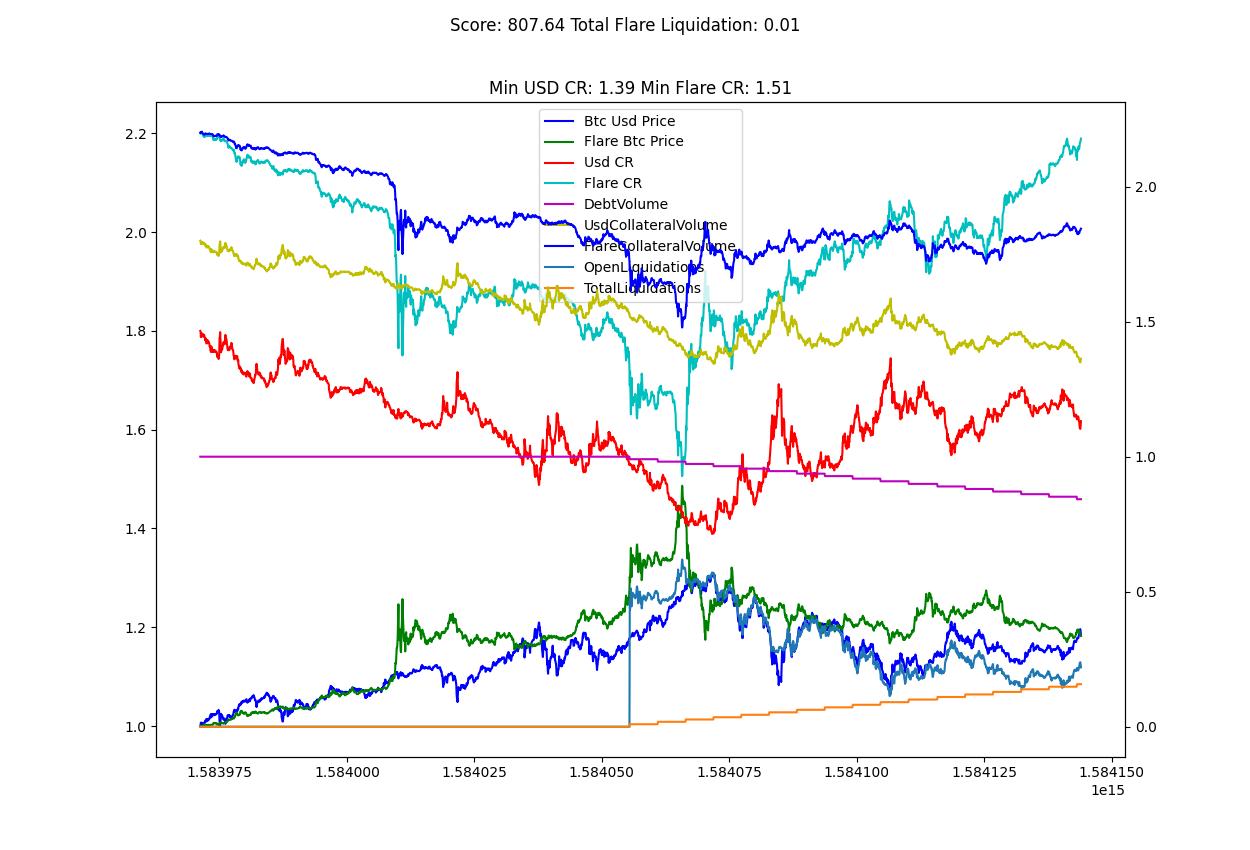 Score: 807.64 Total Flare Liquidation: 0.01
Min USD CR: 1.39 Min Flare CR: 1.51
Btc Usd Price
Flare Btc Price
Usd CR
Flare CR
DebtVolume
UsdCollateralVolume
FlareCollateralVolume
OpenLiquidations
TotalLiquidations
2.2
2.0
1.8
1.6
1.4
1.2
1.0
2.0
1.5
1.0
0.5
0.0
1.583975 1.584000 1.584025 1.584050 1.584075 1.584100 1.584125 1.584150
1e15